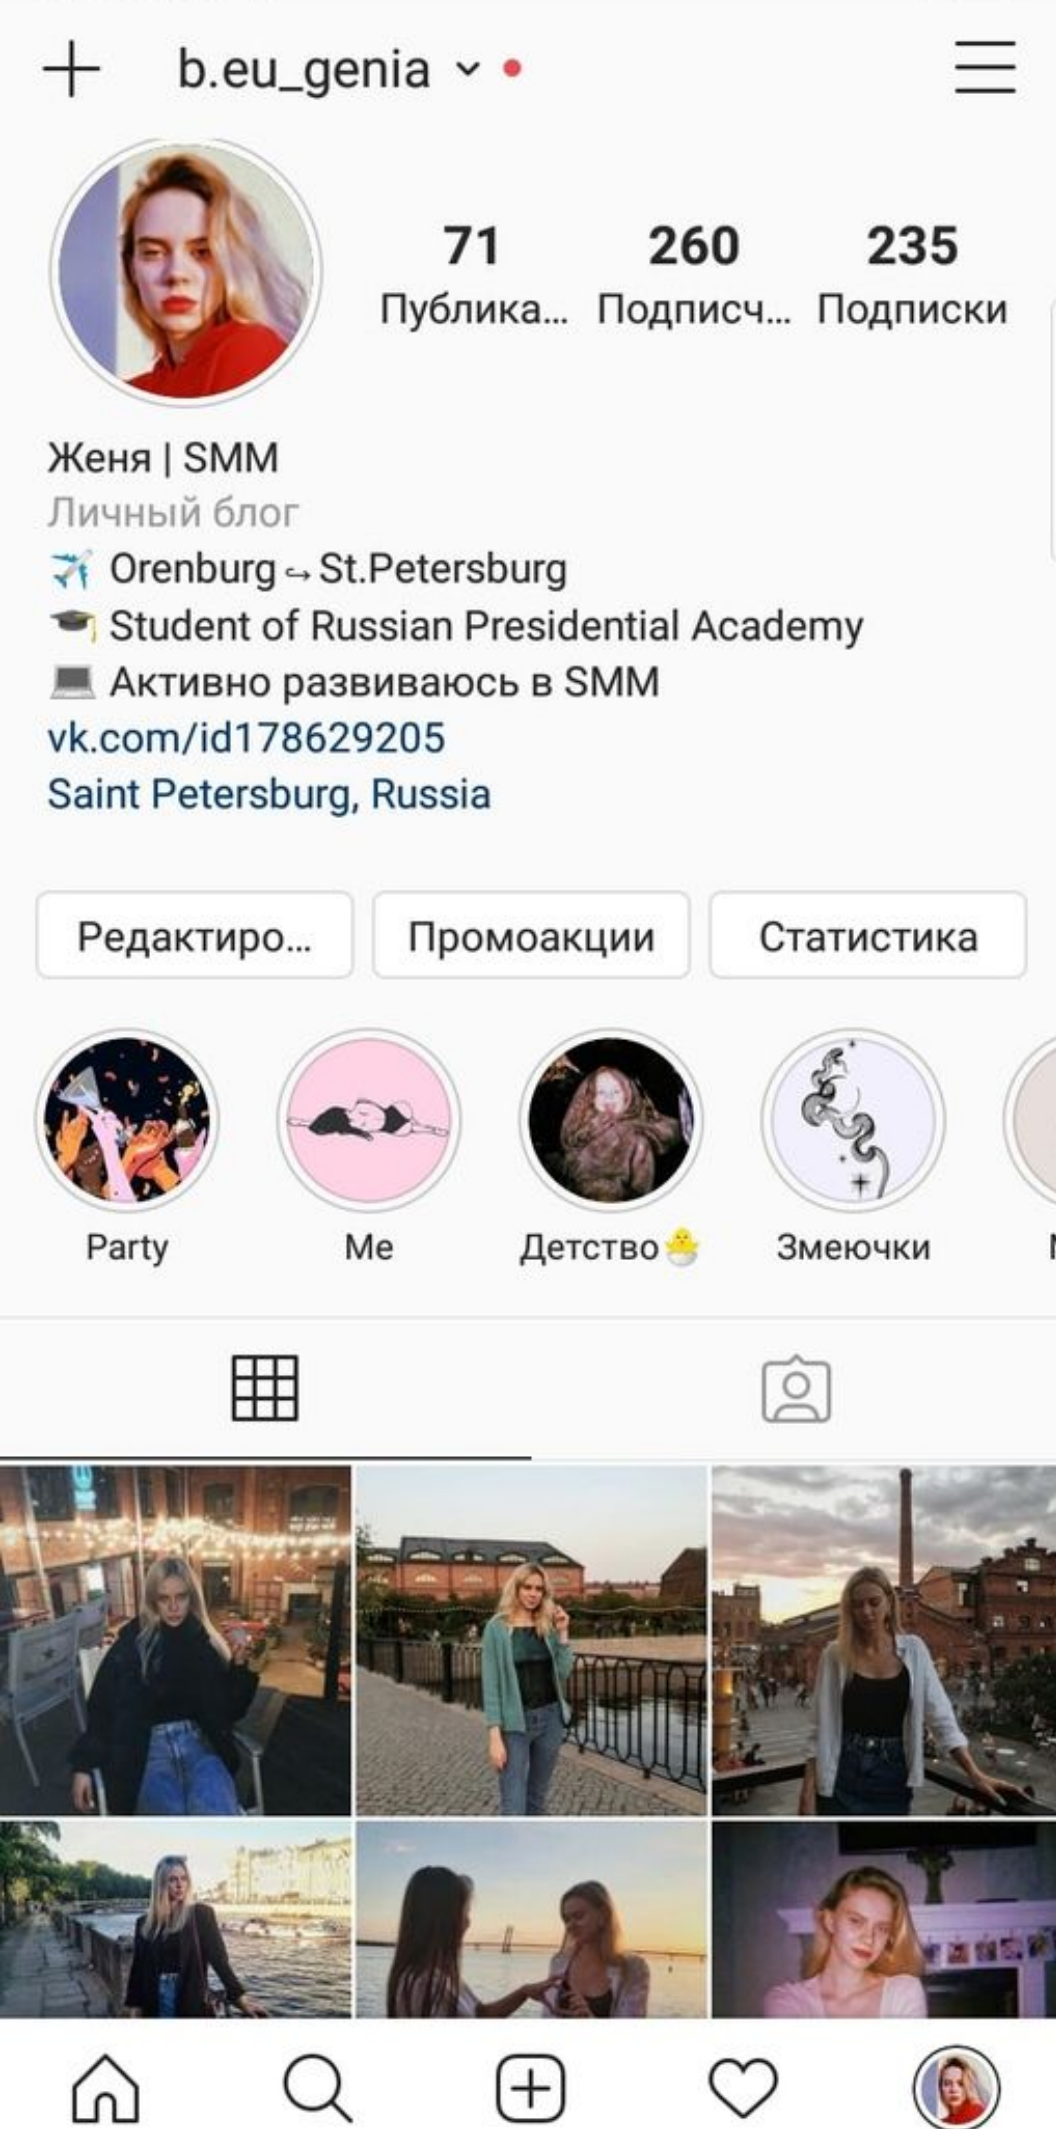 b.eu_genia
71 260 235
Публика... Подписч... Подписки
Женя | SMM
Личный блог
✈️ Orenburg ↪ St.Petersburg
🎓 Student of Russian Presidential Academy
💻 Активно развиваюсь в SMM
vk.com/id178629205
Saint Petersburg, Russia
Редактиро... Промоакции Статистика
Party Me Детство🐣 Змеючки